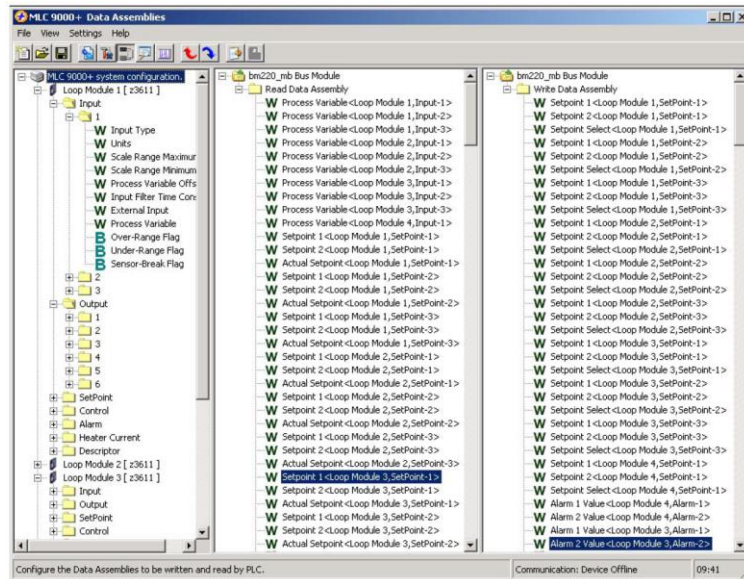 MLC 9000+ Data Assemblies
File View Settings Help
MLC 9000+ system configuration.
Loop Module 1 [ z3611 ]
Input
1
W Input Type
W Units
W Scale Range Maximur
W Scale Range Minimum
W Process Variable Offs
W Input Filter Time Con:
W External Input
W Process Variable
B Over-Range Flag
B Under-Range Flag
B Sensor-Break Flag
2
3
Output
1
2
3
4
5
6
SetPoint
Control
Alarm
Heater Current
Descriptor
Loop Module 2 [ z3611 ]
Loop Module 3 [ z3611 ]
Input
Output
SetPoint
Control
bm220_mb Bus Module
Read Data Assembly
W Process Variable<Loop Module 1,Input-1>
W Process Variable<Loop Module 1,Input-2>
W Process Variable<Loop Module 1,Input-3>
W Process Variable<Loop Module 2,Input-1>
W Process Variable<Loop Module 2,Input-2>
W Process Variable<Loop Module 2,Input-3>
W Process Variable<Loop Module 3,Input-1>
W Process Variable<Loop Module 3,Input-2>
W Process Variable<Loop Module 3,Input-3>
W Process Variable<Loop Module 4,Input-1>
W Setpoint 1<Loop Module 1,SetPoint-1>
W Setpoint 2<Loop Module 1,SetPoint-1>
W Actual Setpoint<Loop Module 1,SetPoint-1>
W Setpoint 1<Loop Module 1,SetPoint-2>
W Setpoint 2<Loop Module 1,SetPoint-2>
W Actual Setpoint<Loop Module 1,SetPoint-2>
W Setpoint 1<Loop Module 1,SetPoint-3>
W Setpoint 2<Loop Module 1,SetPoint-3>
W Actual Setpoint<Loop Module 1,SetPoint-3>
W Setpoint 1<Loop Module 2,SetPoint-1>
W Setpoint 2<Loop Module 2,SetPoint-1>
W Actual Setpoint<Loop Module 2,SetPoint-1>
W Setpoint 1<Loop Module 2,SetPoint-2>
W Setpoint 2<Loop Module 2,SetPoint-2>
W Actual Setpoint<Loop Module 2,SetPoint-2>
W Setpoint 1<Loop Module 2,SetPoint-3>
W Setpoint 2<Loop Module 2,SetPoint-3>
W Actual Setpoint<Loop Module 2,SetPoint-3>
W Setpoint 1<Loop Module 3,SetPoint-1>
W Setpoint 2<Loop Module 3,SetPoint-1>
W Actual Setpoint<Loop Module 3,SetPoint-1>
W Setpoint 1<Loop Module 3,SetPoint-2>
W Setpoint 2<Loop Module 3,SetPoint-2>
W Actual Setpoint<Loop Module 3,SetPoint-2>
bm220_mb Bus Module
Write Data Assembly
W Setpoint 1<Loop Module 1,SetPoint-1>
W Setpoint 2<Loop Module 1,SetPoint-1>
W Setpoint Select<Loop Module 1,SetPoint-1>
W Setpoint 1<Loop Module 1,SetPoint-2>
W Setpoint 2<Loop Module 1,SetPoint-2>
W Setpoint Select<Loop Module 1,SetPoint-2>
W Setpoint 1<Loop Module 1,SetPoint-3>
W Setpoint 2<Loop Module 1,SetPoint-3>
W Setpoint Select<Loop Module 1,SetPoint-3>
W Setpoint 1<Loop Module 2,SetPoint-1>
W Setpoint 2<Loop Module 2,SetPoint-1>
W Setpoint Select<Loop Module 2,SetPoint-1>
W Setpoint 1<Loop Module 2,SetPoint-2>
W Setpoint 2<Loop Module 2,SetPoint-2>
W Setpoint Select<Loop Module 2,SetPoint-2>
W Setpoint 1<Loop Module 2,SetPoint-3>
W Setpoint 2<Loop Module 2,SetPoint-3>
W Setpoint Select<Loop Module 2,SetPoint-3>
W Setpoint 1<Loop Module 3,SetPoint-1>
W Setpoint 2<Loop Module 3,SetPoint-1>
W Setpoint Select<Loop Module 3,SetPoint-1>
W Setpoint 1<Loop Module 3,SetPoint-2>
W Setpoint 2<Loop Module 3,SetPoint-2>
W Setpoint Select<Loop Module 3,SetPoint-2>
W Setpoint 1<Loop Module 3,SetPoint-3>
W Setpoint 2<Loop Module 3,SetPoint-3>
W Setpoint Select<Loop Module 3,SetPoint-3>
W Setpoint 1<Loop Module 4,SetPoint-1>
W Setpoint 2<Loop Module 4,SetPoint-1>
W Setpoint Select<Loop Module 4,SetPoint-1>
W Alarm 1 Value<Loop Module 4,Alarm-1>
W Alarm 2 Value<Loop Module 4,Alarm-2>
W Alarm 1 Value<Loop Module 3,Alarm-1>
W Alarm 2 Value<Loop Module 3,Alarm-2>
Configure the Data Assemblies to be written and read by PLC.
Communication: Device Offline
09:41